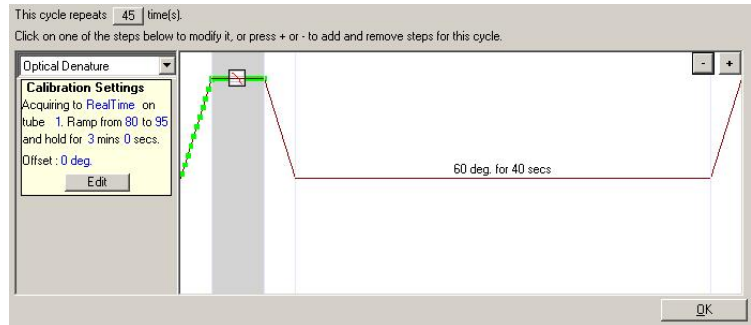 This cycle repeats 45 time(s).
Click on one of the steps below to modify it, or press + or - to add and remove steps for this cycle.
Optical Denature
- +
Calibration Settings
Acquiring to RealTime on
tube 1. Ramp from 80 to 95
and hold for 3 mins 0 secs.
Offset : 0 deg.
Edit
60 deg. for 40 secs
OK